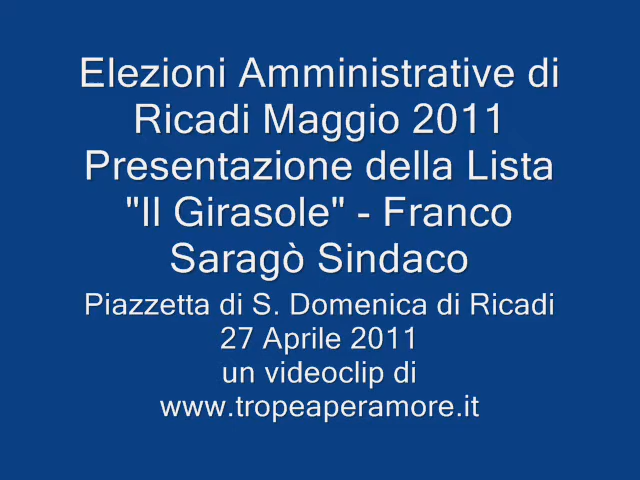 Elezioni Amministrative di
Ricadi Maggio 2011
Presentazione della Lista
"Il Girasole" - Franco
Saragò Sindaco
Piazzetta di S. Domenica di Ricadi
27 Aprile 2011
un videoclip di
www.tropeaperamore.it